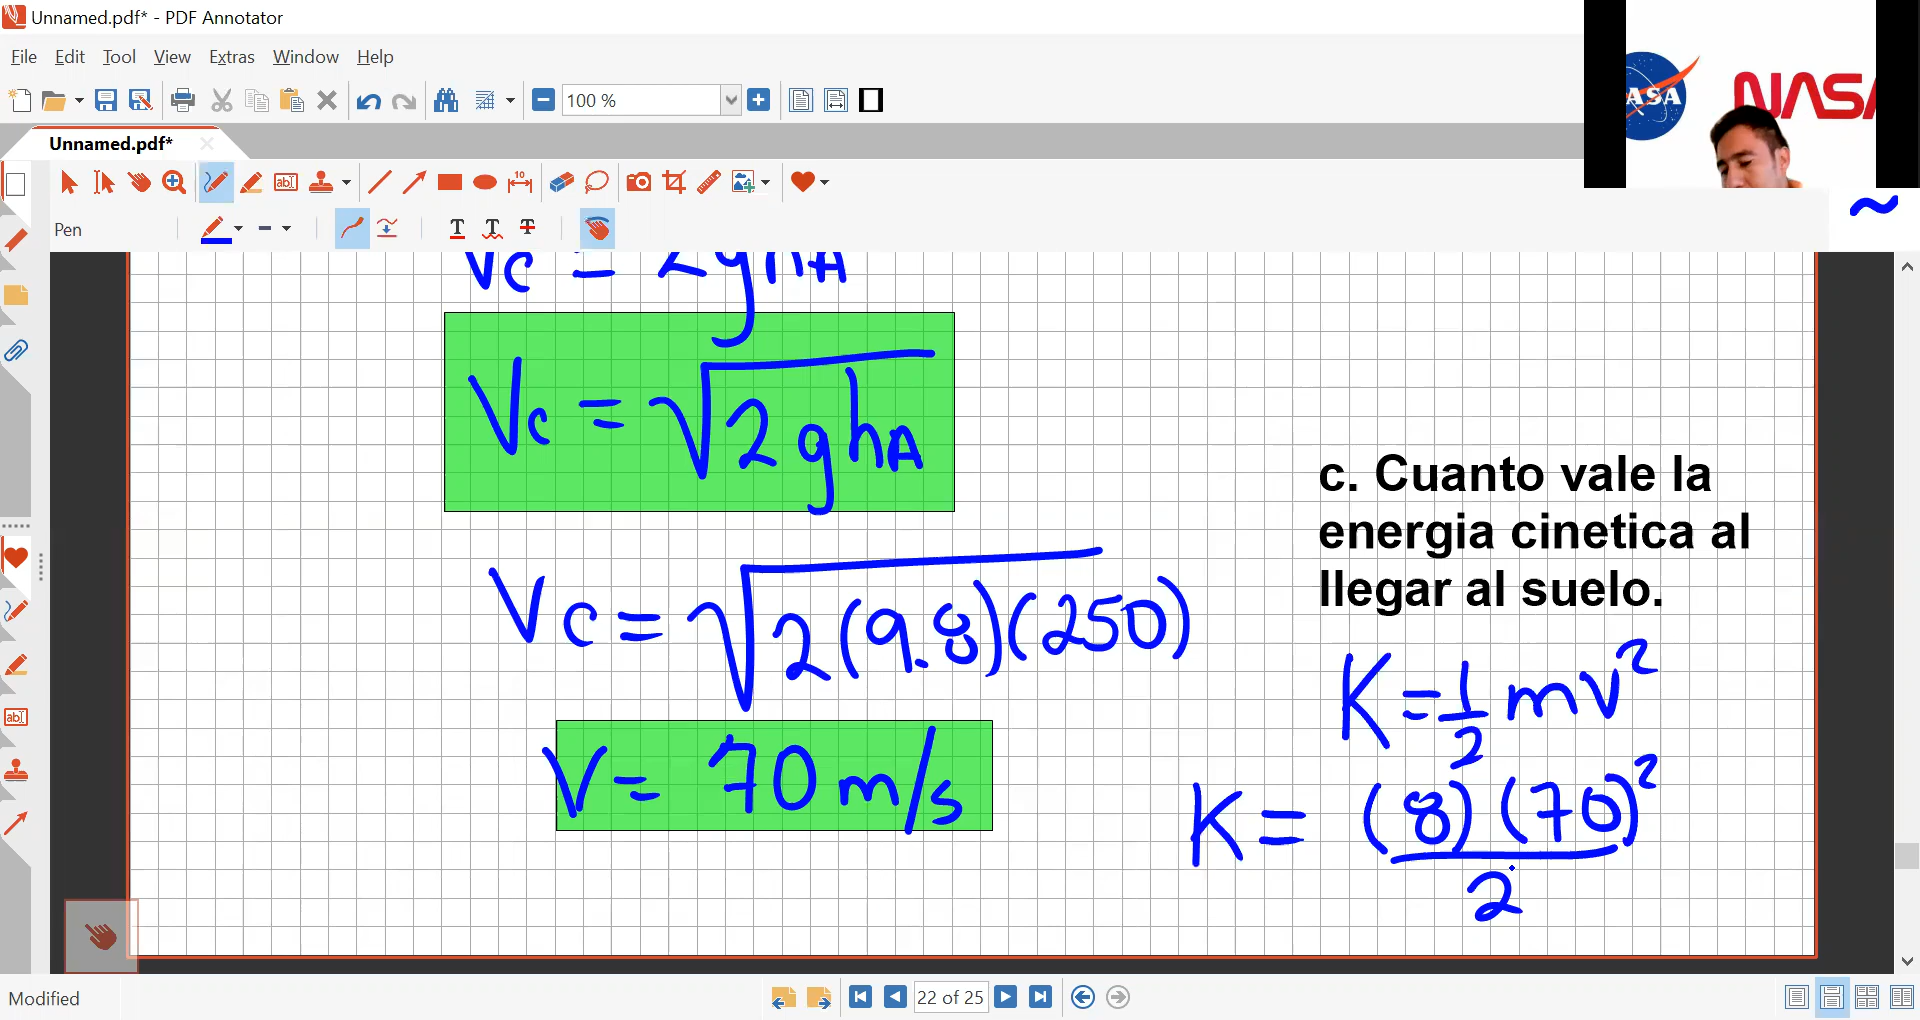 Unnamed.pdf* - PDF Annotator
File Edit Tool View Extras Window Help
100 %
NASA
Unnamed.pdf*
Pen
Vc = 2ghA
Vc = √2ghA
c. Cuanto vale la
energia cinetica al
llegar al suelo.
Vc = √2(9.8)(250)
K=1/2 mv²
V= 70 m/s
K= (8)(70)²
2
Modified
22 of 25